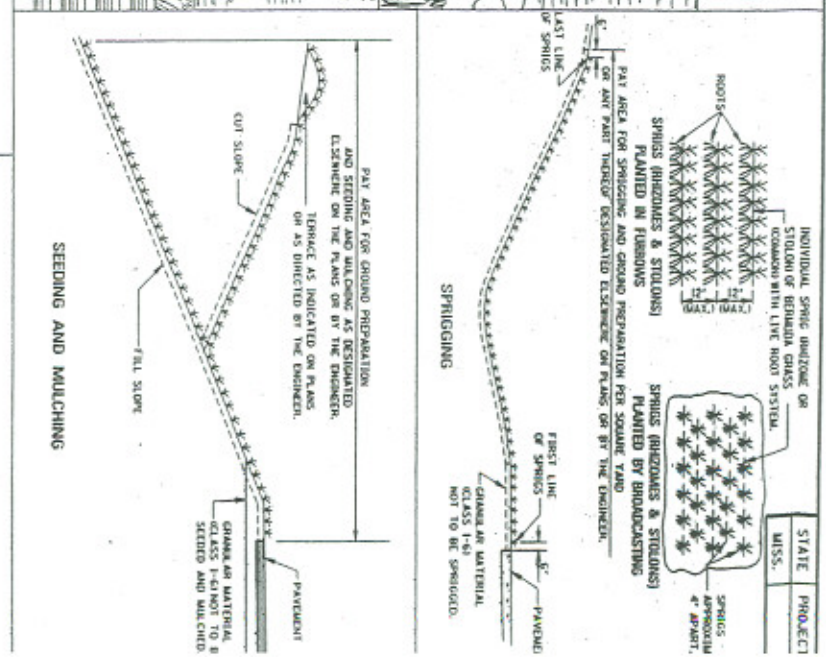 STATE
PROJECT
MISS.
INDIVIDUAL SPRIG (RHIZOME OR
STOLON) OF BERMUDA GRASS
(COMMON) WITH LIVE ROOT SYSTEM.
ROOTS
12"
(MAX.)
12"
(MAX.)
SPRIGS (RHIZOMES & STOLONS)
PLANTED IN FURROWS
SPRIGS
APPROXIM
4" APART.
SPRIGS (RHIZOMES & STOLONS)
PLANTED BY BROADCASTING
PAY AREA FOR SPRIGGING AND GROUND PREPARATION PER SQUARE YARD
OR ANY PART THEREOF DESIGNATED ELSEWHERE ON PLANS OR BY THE ENGINEER.
6"
LAST LINE
OF SPRIGS
FIRST LINE
OF SPRIGS
6"
PAVEME
GRANULAR MATERIAL
(CLASS 1-6)
NOT TO BE SPRIGGED.
SPRIGGING
PAY AREA FOR GROUND PREPARATION
AND SEEDING AND MULCHING AS DESIGNATED
ELSEWHERE ON THE PLANS OR BY THE ENGINEER.
TERRACE AS INDICATED ON PLANS
OR AS DIRECTED BY THE ENGINEER.
CUT SLOPE
FILL SLOPE
PAVEMENT
GRANULAR MATERIAL
(CLASS 1-6) NOT TO B
SEEDED AND MULCHED.
SEEDING AND MULCHING